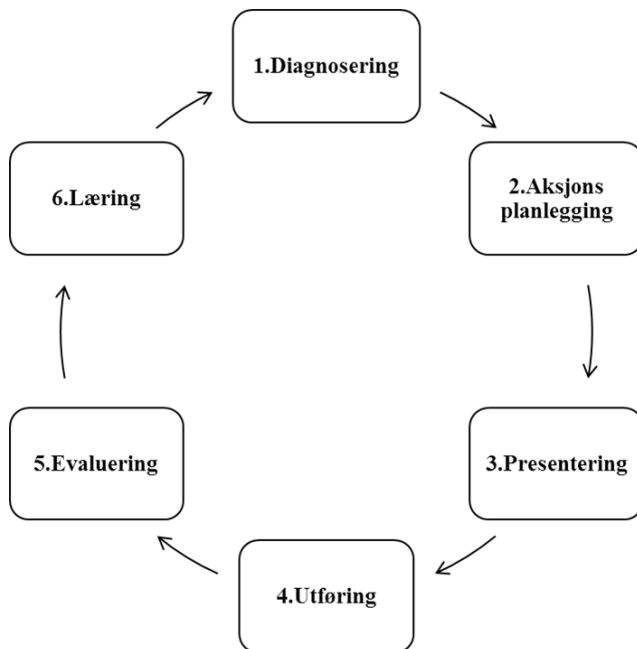 1.Diagnosering
2.Aksjons
planlegging
3.Presentering
4.Utføring
5.Evaluering
6.Læring